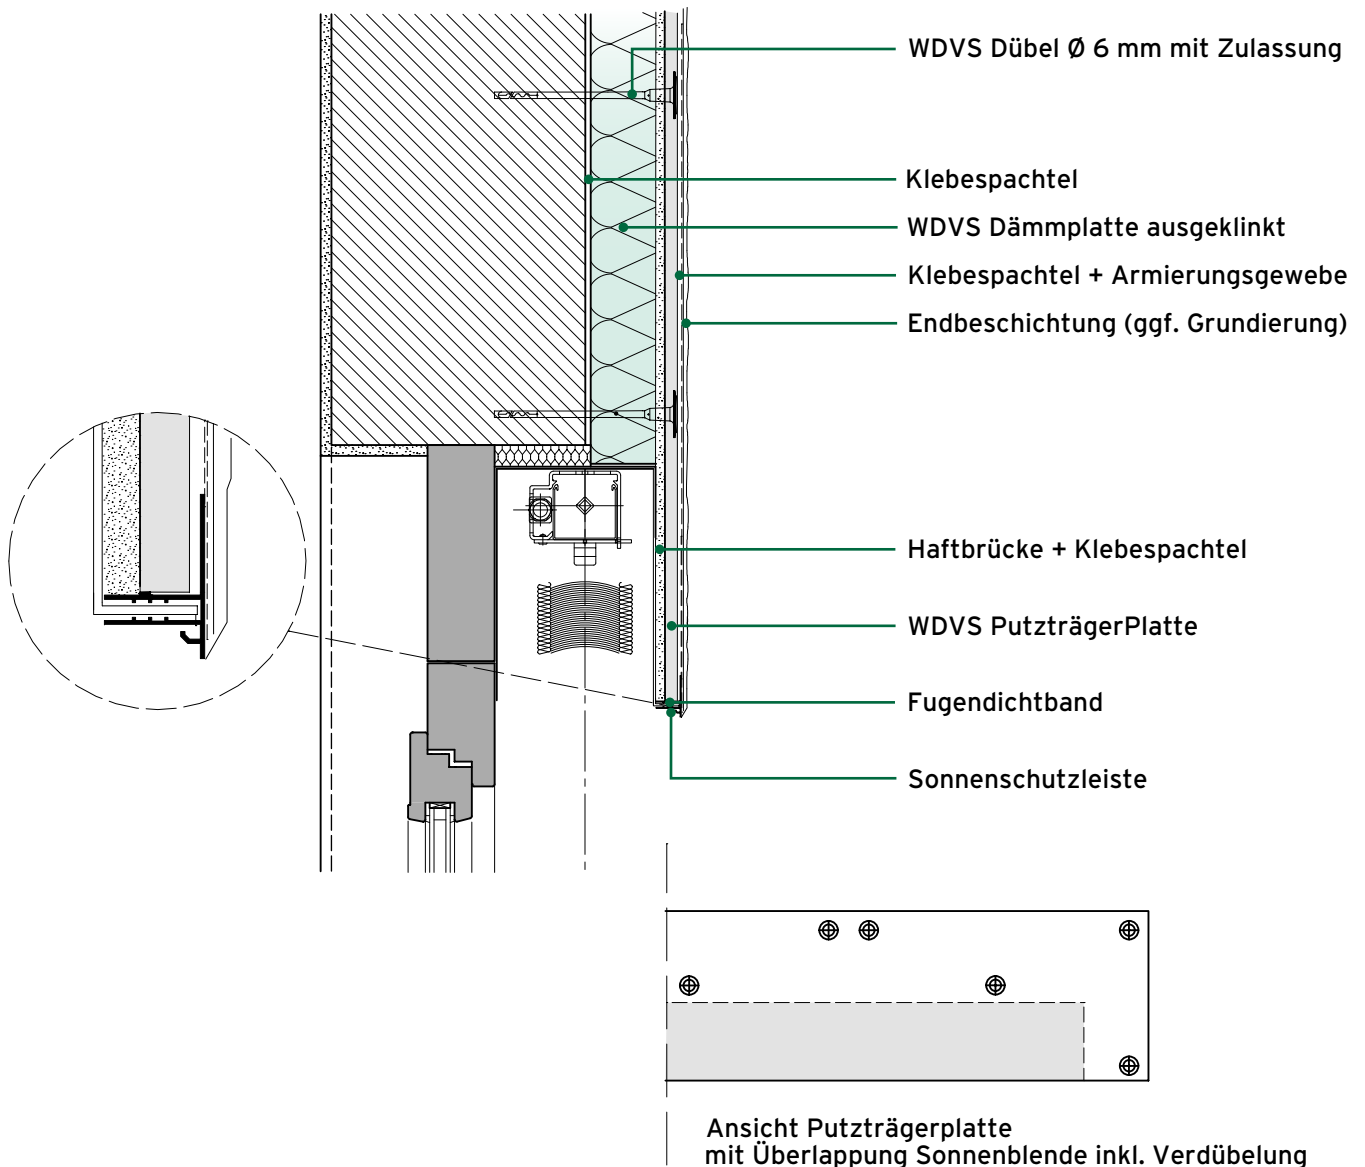 WDVS Dübel Ø 6 mm mit Zulassung
Klebespachtel
WDVS Dämmplatte ausgeklinkt
Klebespachtel + Armierungsgewebe
Endbeschichtung (ggf. Grundierung)
Haftbrücke + Klebespachtel
WDVS PutzträgerPlatte
Fugendichtband
Sonnenschutzleiste
Ansicht Putzträgerplatte
mit Überlappung Sonnenblende inkl. Verdübelung